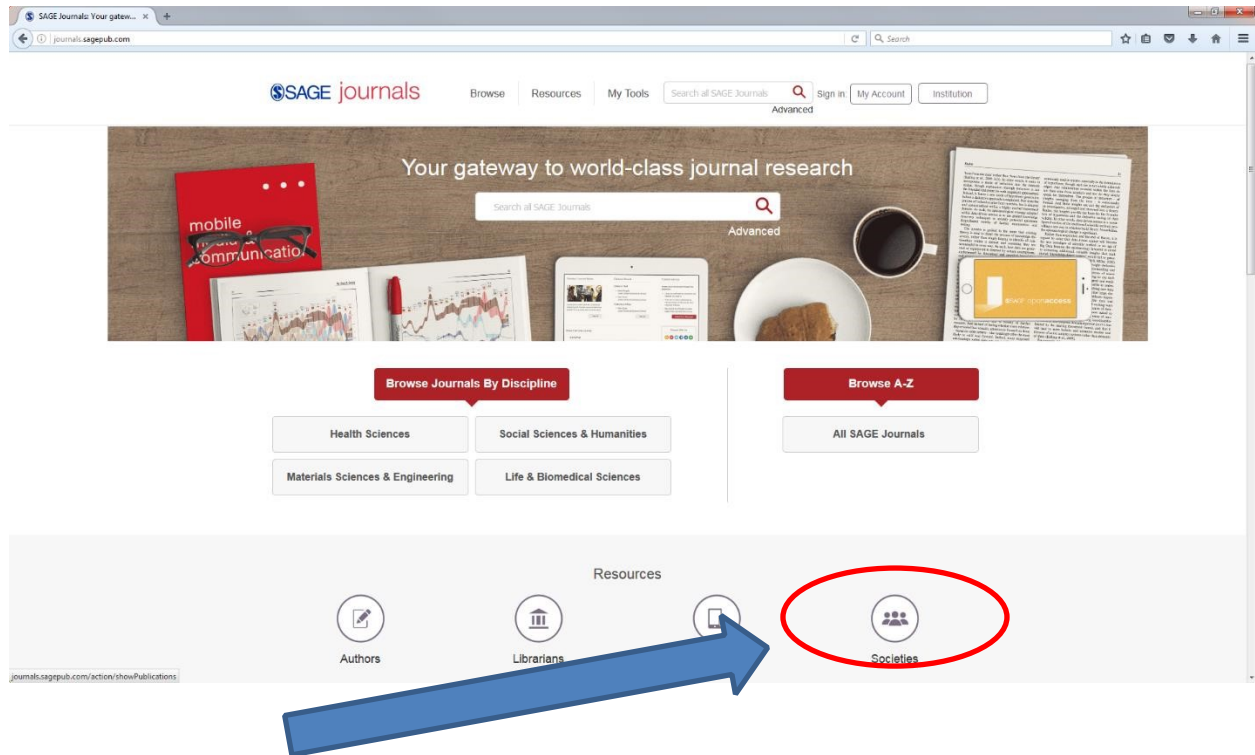 SAGE Journals: Your gatew...
journals.sagepub.com
Search
SAGE journals
Browse
Resources
My Tools
Search all SAGE Journals
Sign in:
My Account
Institution
Advanced
Your gateway to world-class journal research
Search all SAGE Journals
Advanced
mobile
media &
communicatio
Browse Journals By Discipline
Browse A-Z
Health Sciences
Social Sciences & Humanities
All SAGE Journals
Materials Sciences & Engineering
Life & Biomedical Sciences
Resources
Authors
Librarians
Societies
journals.sagepub.com/action/showPublications